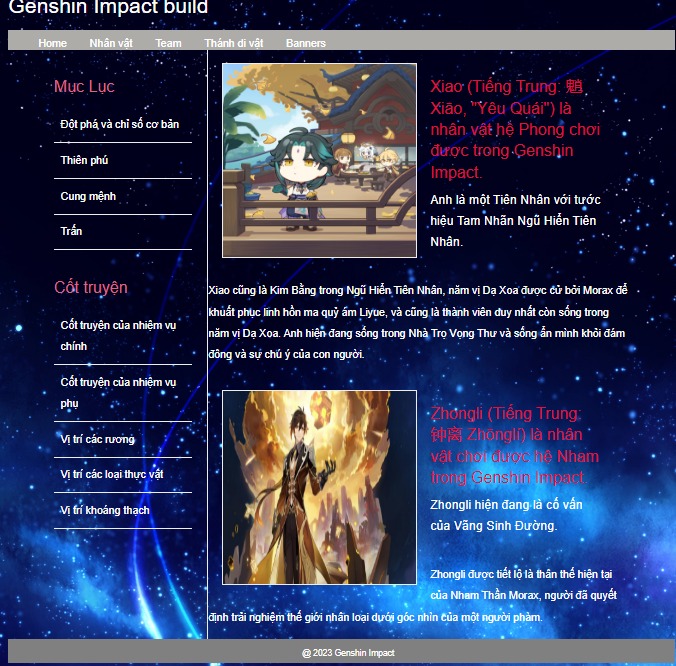 Genshin Impact build
Home Nhân vật Team Thánh di vật Banners
Mục Lục
Đột phá và chỉ số cơ bản
Thiên phú
Cung mệnh
Trấn
Cốt truyện
Cốt truyện của nhiệm vụ
chính
Cốt truyện của nhiệm vụ
phụ
Vị trí các rương
Vị trí các loại thực vật
Vị trí khoáng thạch
Xiao (Tiếng Trung: 魈
Xiāo, "Yêu Quái") là
nhân vật hệ Phong chơi
được trong Genshin
Impact.
Anh là một Tiên Nhân với tước
hiệu Tam Nhãn Ngũ Hiển Tiên
Nhân.
Xiao cũng là Kim Bằng trong Ngũ Hiển Tiên Nhân, năm vị Dạ Xoa được cử bởi Morax để
khuất phục linh hồn ma quỷ ám Liyue, và cũng là thành viên duy nhất còn sống trong
năm vị Dạ Xoa. Anh hiện đang sống trong Nhà Trọ Vọng Thư và sống ẩn mình khỏi đám
đông và sự chú ý của con người.
Zhongli (Tiếng Trung:
钟离 Zhōnglí) là nhân
vật chơi được hệ Nham
trong Genshin Impact
Zhongli hiện đang là cố vấn
của Vãng Sinh Đường.
Zhongli được tiết lộ là thân thế hiện tại
của Nham Thần Morax, người đã quyết
định trải nghiệm thế giới nhân loại dưới góc nhìn của một người phàm.
@ 2023 Genshin Impact